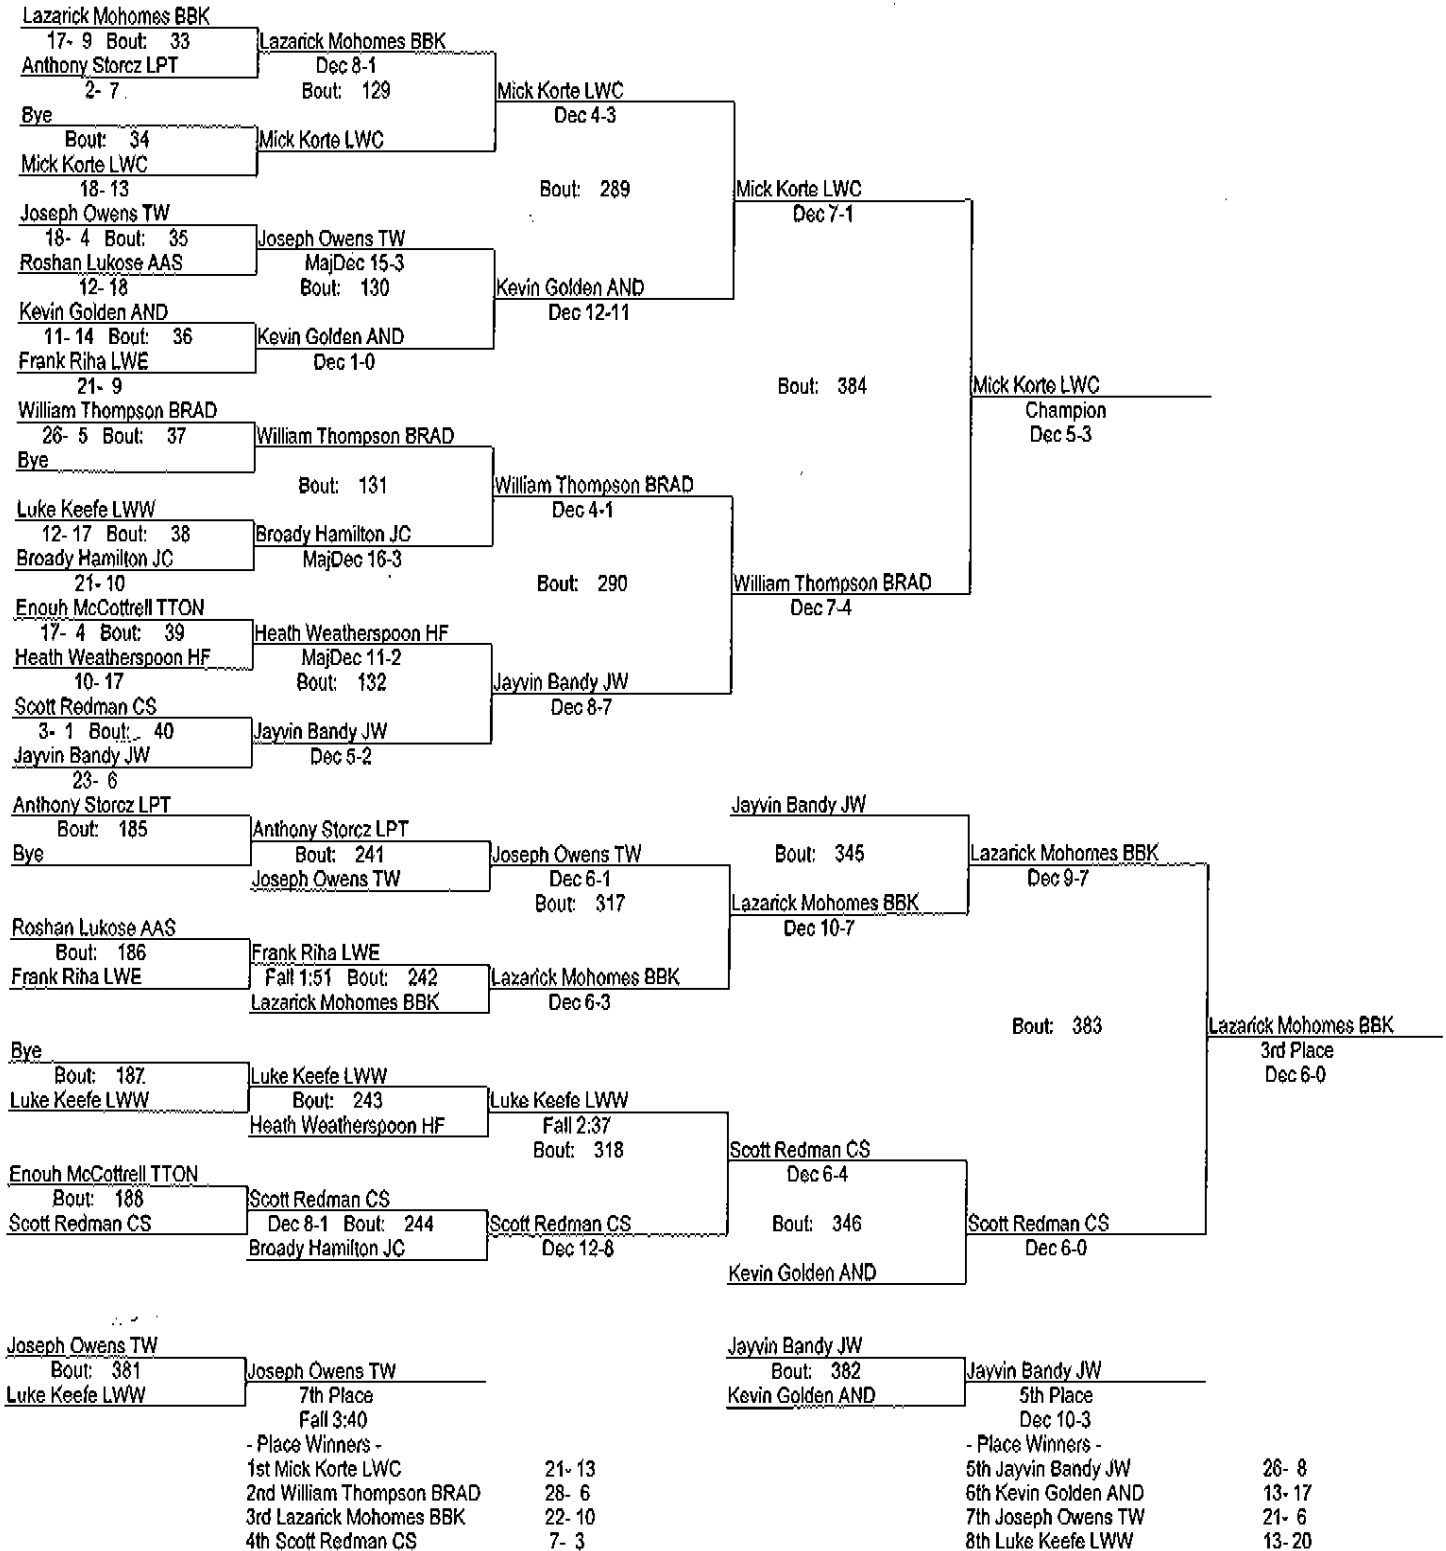 Lazarick Mohomes BBK
17- 9 Bout: 33
Anthony Storcz LPT
2- 7
Lazarick Mohomes BBK
Dec 8-1
Bout: 129
Bye
Bout: 34
Mick Korte LWC
18- 13
Mick Korte LWC
Mick Korte LWC
Dec 4-3
Bout: 289
Joseph Owens TW
18- 4 Bout: 35
Roshan Lukose AAS
12- 18
Joseph Owens TW
MajDec 15-3
Bout: 130
Kevin Golden AND
11- 14 Bout: 36
Frank Riha LWE
21- 9
Kevin Golden AND
Dec 1-0
Kevin Golden AND
Dec 12-11
Mick Korte LWC
Dec 7-1
Bout: 384
Mick Korte LWC
Champion
Dec 5-3
William Thompson BRAD
26- 5 Bout: 37
Bye
William Thompson BRAD
Bout: 131
Luke Keefe LWW
12- 17 Bout: 38
Broady Hamilton JC
21- 10
Broady Hamilton JC
MajDec 16-3
William Thompson BRAD
Dec 4-1
Bout: 290
William Thompson BRAD
Dec 7-4
Enouh McCottrell TTON
17- 4 Bout: 39
Heath Weatherspoon HF
10- 17
Heath Weatherspoon HF
MajDec 11-2
Bout: 132
Scott Redman CS
3- 1 Bout: 40
Jayvin Bandy JW
23- 6
Jayvin Bandy JW
Dec 5-2
Jayvin Bandy JW
Dec 8-7
Anthony Storcz LPT
Bout: 185
Bye
Anthony Storcz LPT
Bout: 241
Joseph Owens TW
Joseph Owens TW
Dec 6-1
Bout: 317
Roshan Lukose AAS
Bout: 186
Frank Riha LWE
Frank Riha LWE
Fall 1:51 Bout: 242
Lazarick Mohomes BBK
Lazarick Mohomes BBK
Dec 6-3
Jayvin Bandy JW
Bout: 345
Lazarick Mohomes BBK
Dec 10-7
Lazarick Mohomes BBK
Dec 9-7
Bout: 383
Lazarick Mohomes BBK
3rd Place
Dec 6-0
Bye
Bout: 187
Luke Keefe LWW
Luke Keefe LWW
Bout: 243
Heath Weatherspoon HF
Luke Keefe LWW
Fall 2:37
Bout: 318
Enouh McCottrell TTON
Bout: 188
Scott Redman CS
Scott Redman CS
Dec 8-1 Bout: 244
Broady Hamilton JC
Scott Redman CS
Dec 12-8
Scott Redman CS
Dec 6-4
Bout: 346
Kevin Golden AND
Scott Redman CS
Dec 6-0
Joseph Owens TW
Bout: 381
Luke Keefe LWW
Joseph Owens TW
7th Place
Fall 3:40
Jayvin Bandy JW
Bout: 382
Kevin Golden AND
Jayvin Bandy JW
5th Place
Dec 10-3
- Place Winners -
1st Mick Korte LWC 21- 13
2nd William Thompson BRAD 28- 6
3rd Lazarick Mohomes BBK 22- 10
4th Scott Redman CS 7- 3
- Place Winners -
5th Jayvin Bandy JW 26- 8
6th Kevin Golden AND 13- 17
7th Joseph Owens TW 21- 6
8th Luke Keefe LWW 13- 20